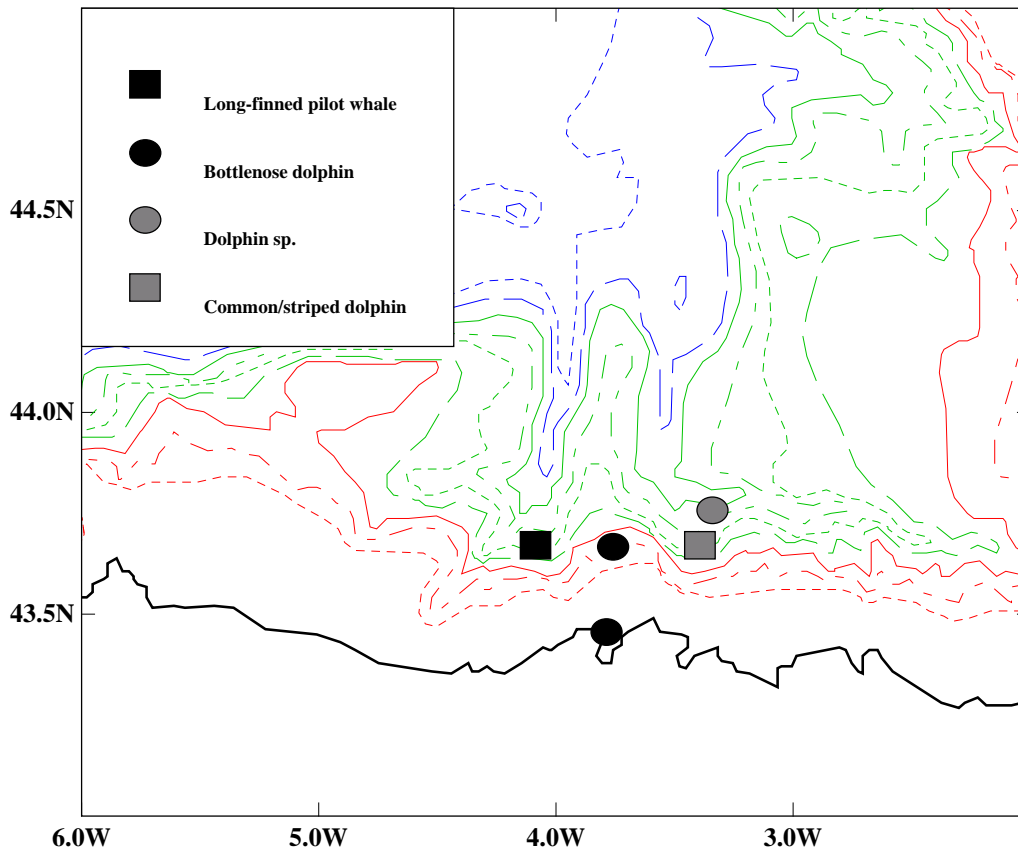 Long-finned pilot whale
Bottlenose dolphin
Dolphin sp.
Common/striped dolphin
44.5N
44.0N
43.5N
6.0W 5.0W 4.0W 3.0W